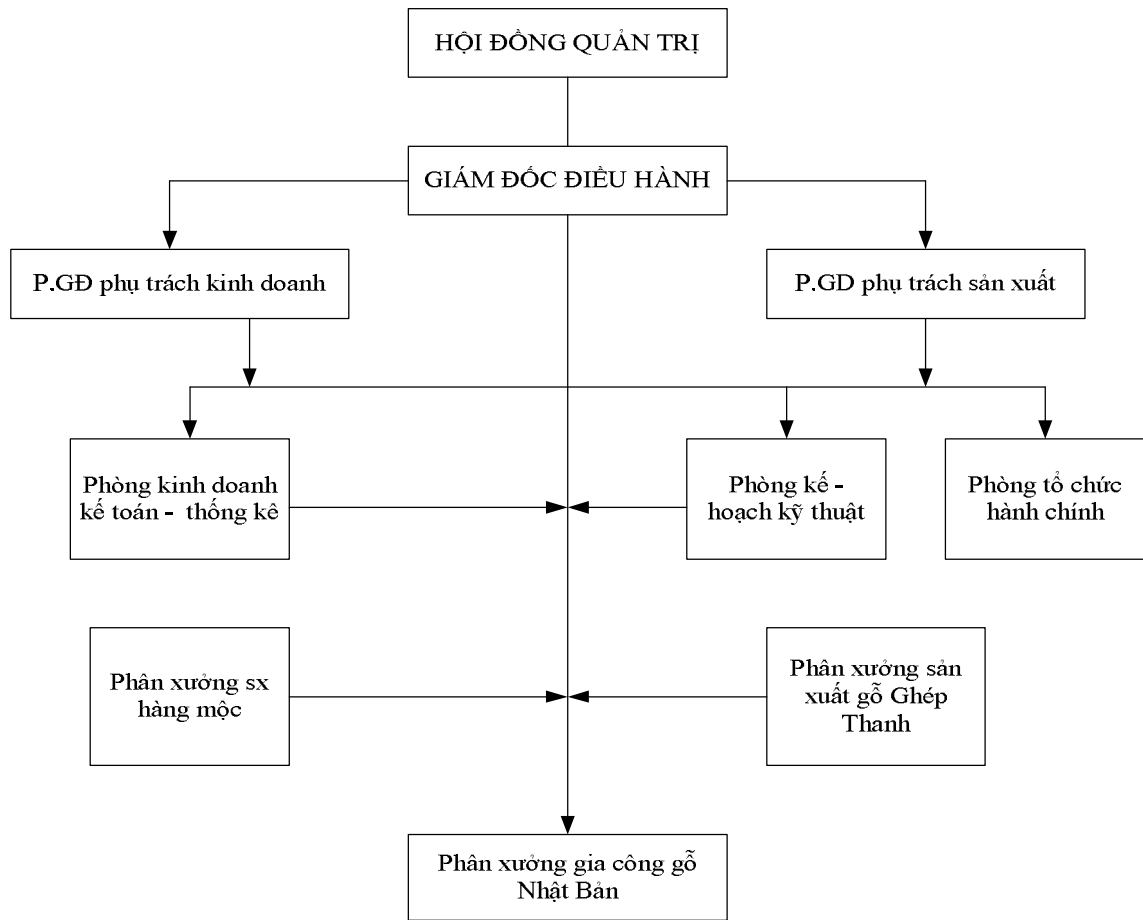 HỘI ĐỒNG QUẢN TRỊ
GIÁM ĐỐC ĐIỀU HÀNH
P.GĐ phụ trách kinh doanh
P.GD phụ trách sản xuất
Phòng kinh doanh
kế toán - thống kê
Phòng kế -
hoạch kỹ thuật
Phòng tổ chức
hành chính
Phân xưởng sx
hàng mộc
Phân xưởng sản
xuất gỗ Ghép
Thanh
Phân xưởng gia công gỗ
Nhật Bản